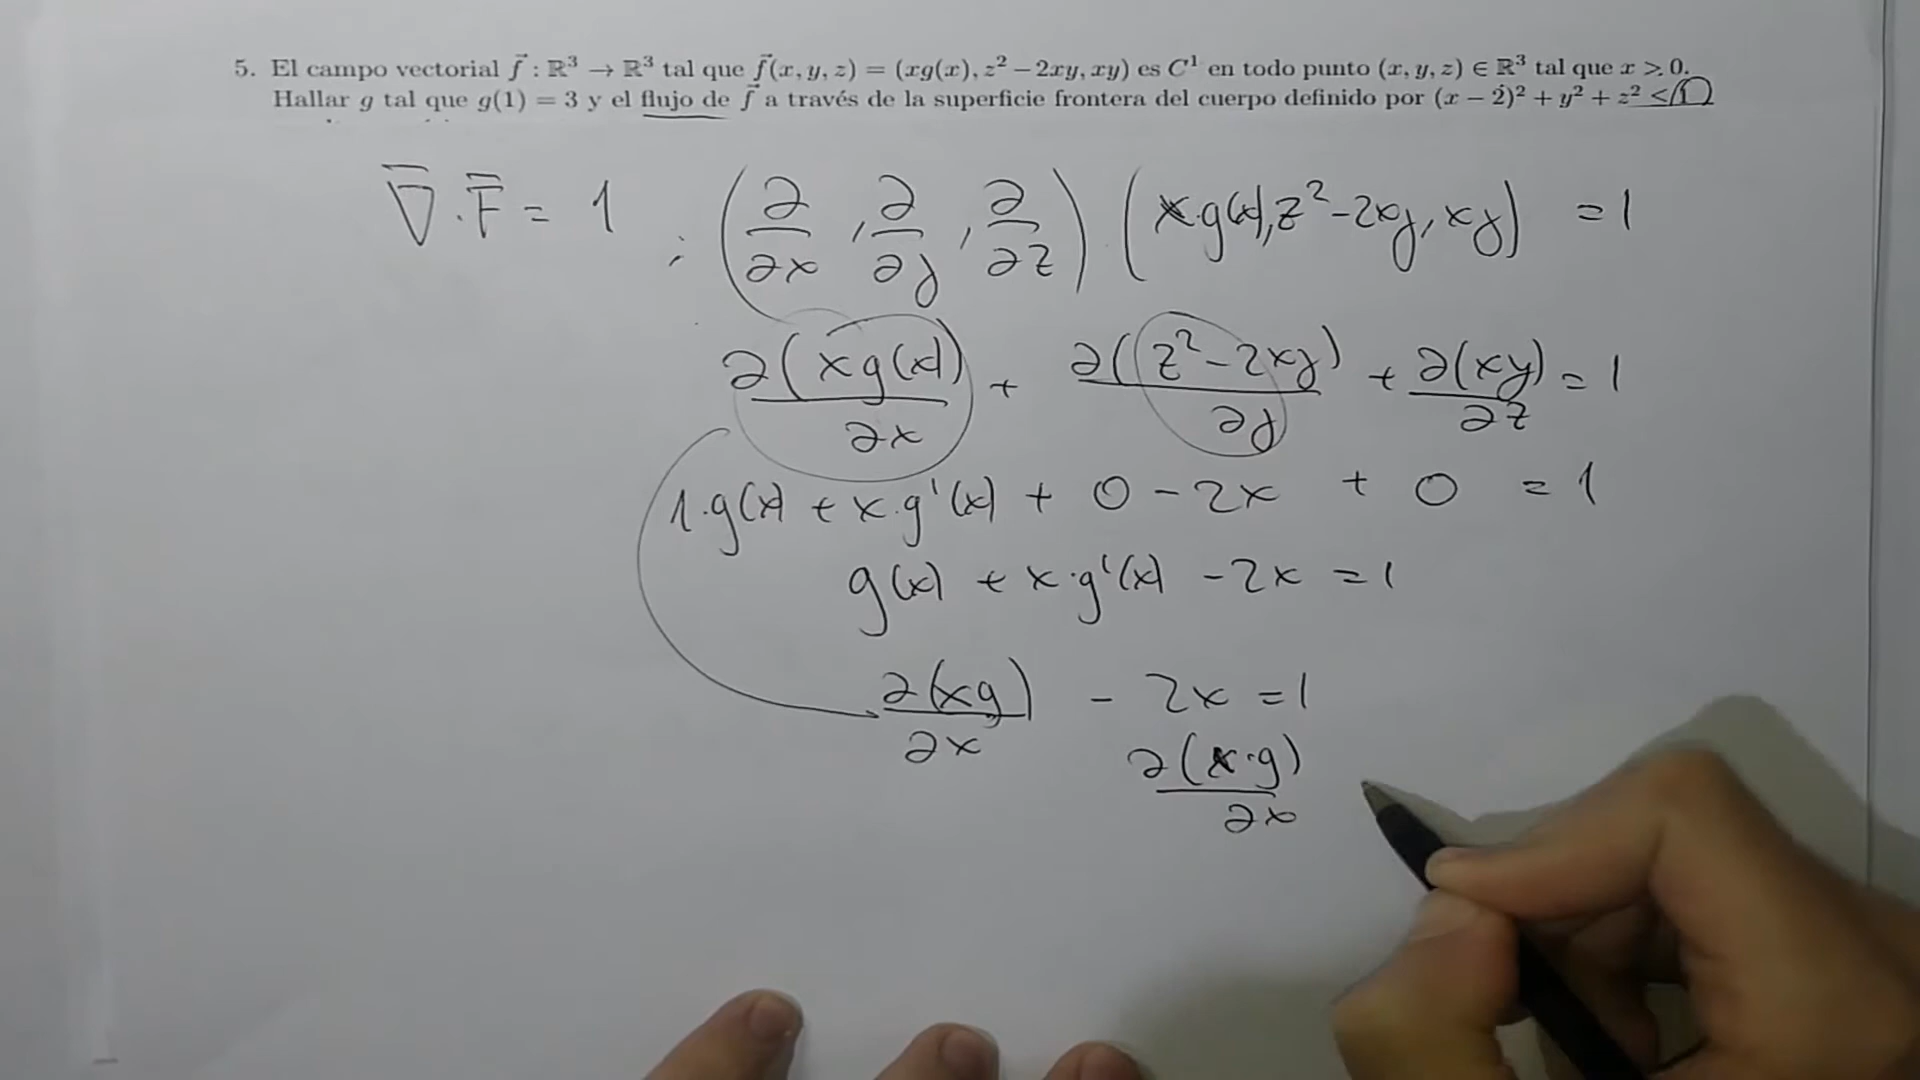 5. El campo vectorial f⃗ : ℝ³ → ℝ³ tal que f⃗(x, y, z) = (xg(x), z² − 2xy, xy) es C¹ en todo punto (x, y, z) ∈ ℝ³ tal que x > 0.
Hallar g tal que g(1) = 3 y el flujo de f⃗ a través de la superficie frontera del cuerpo definido por (x − 2)² + y² + z² < 1
∇̄ · F̄ = 1 ; (∂/∂x, ∂/∂y, ∂/∂z) · (x·g(x), z² − 2xy, xy) = 1
∂(xg(x))/∂x + ∂(z² − 2xy)/∂y + ∂(xy)/∂z = 1
1·g(x) + x·g'(x) + 0 − 2x + 0 = 1
g(x) + x·g'(x) − 2x = 1
∂(xg)/∂x − 2x = 1
∂(x·g)/∂x